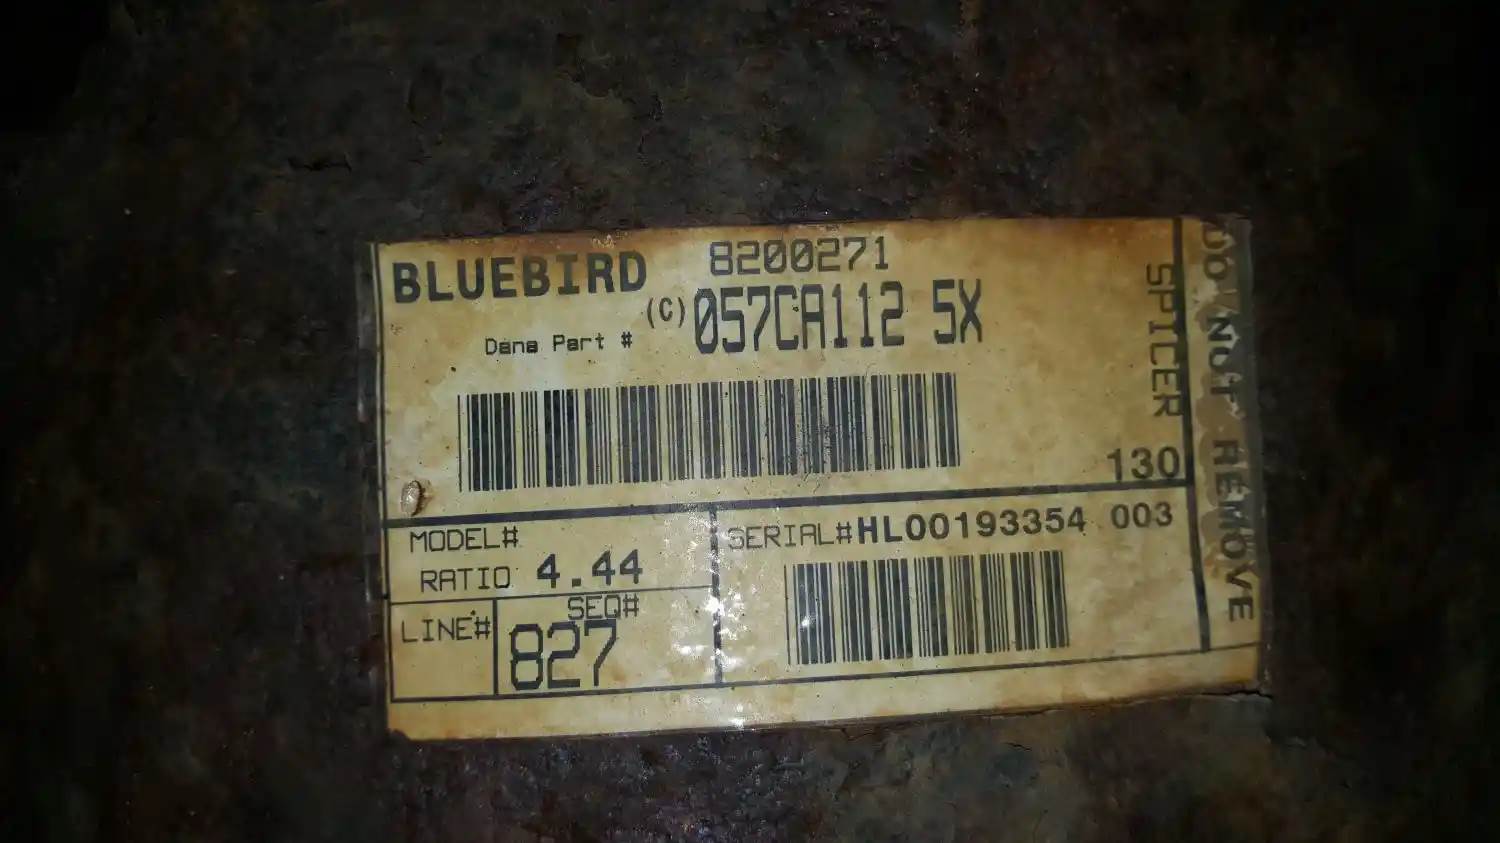 BLUEBIRD 8200271
Dana Part # (C) 057CA112 5X
SPICER
130
DO NOT REMOVE
MODEL#
RATIO 4.44
SERIAL# HL00193354 003
LINE#
SEQ#
827